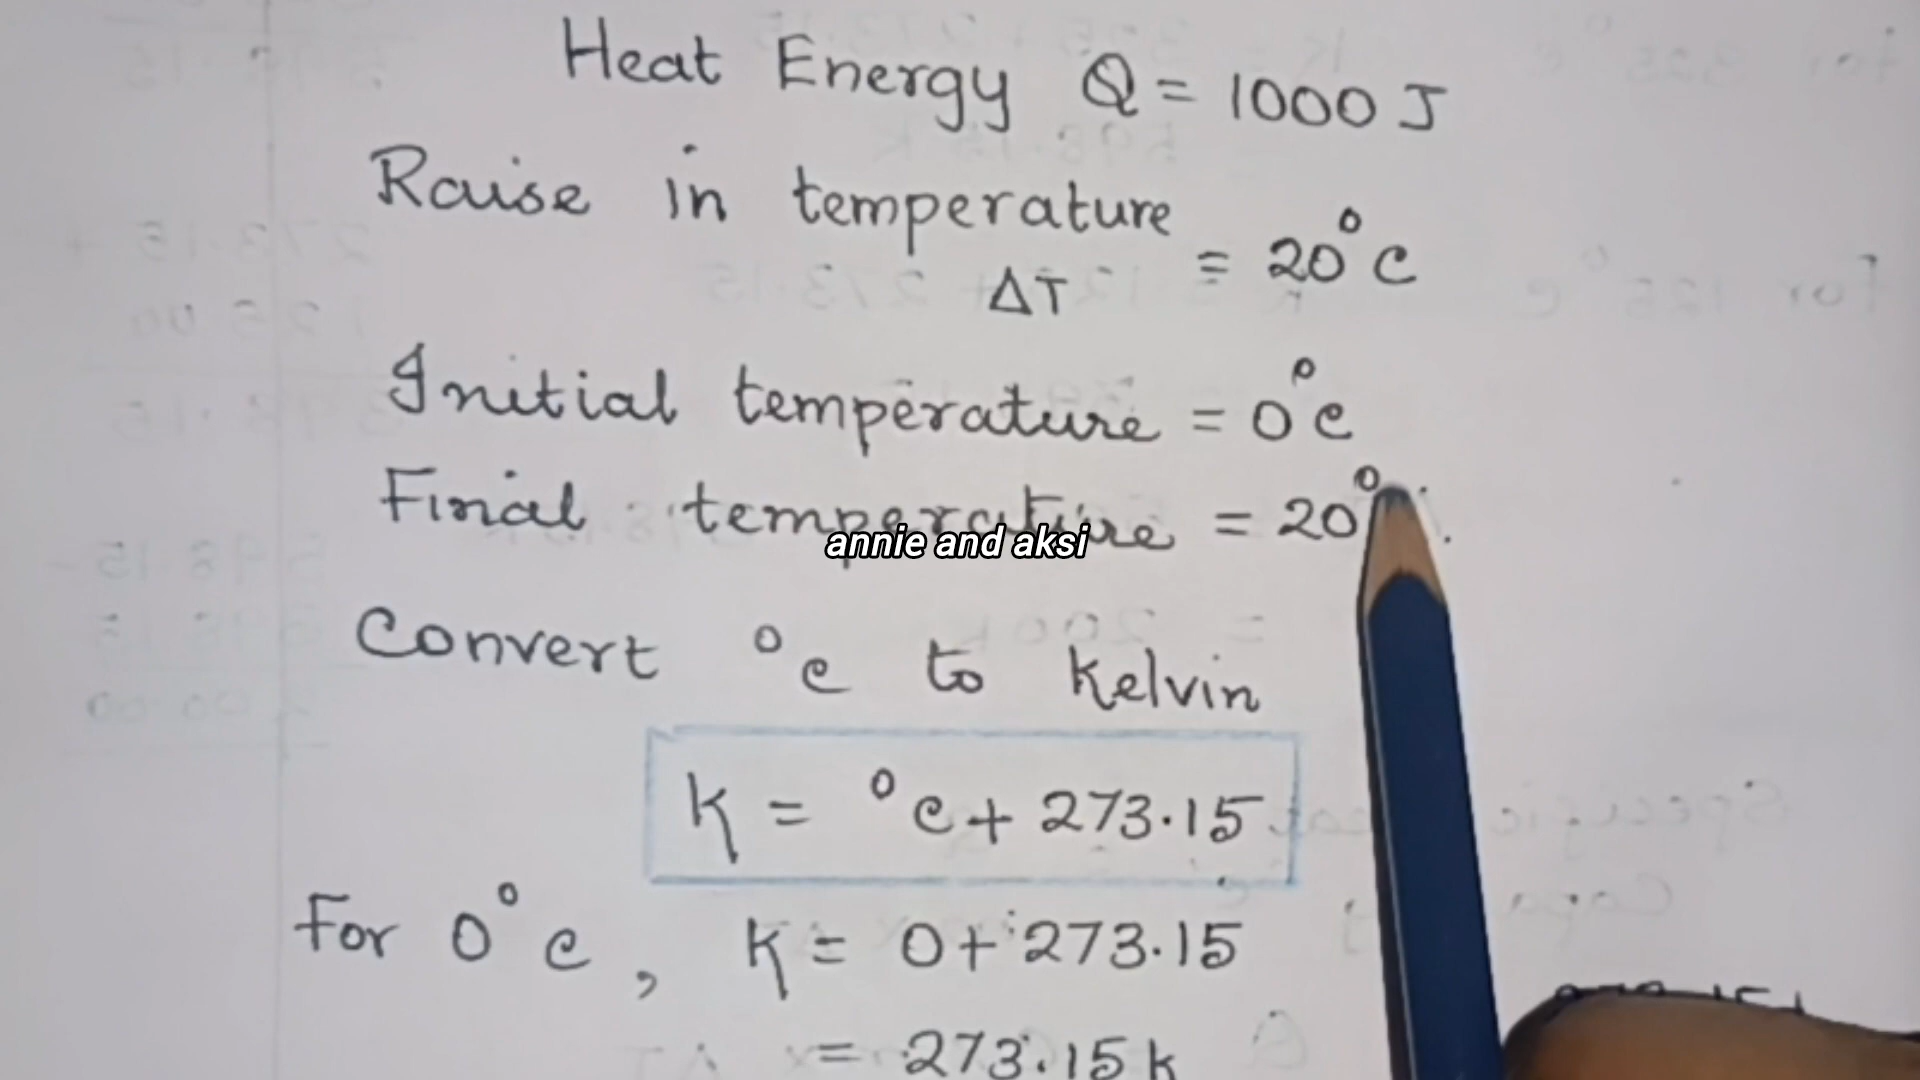 Heat Energy Q = 1000 J
Raise in temperature
ΔT = 20°C
Initial temperature = 0°c
Final temperature = 20°
annie and aksi
Convert °c to Kelvin
K = °c + 273.15
For 0°c, K = 0 + 273.15
= 273.15 k